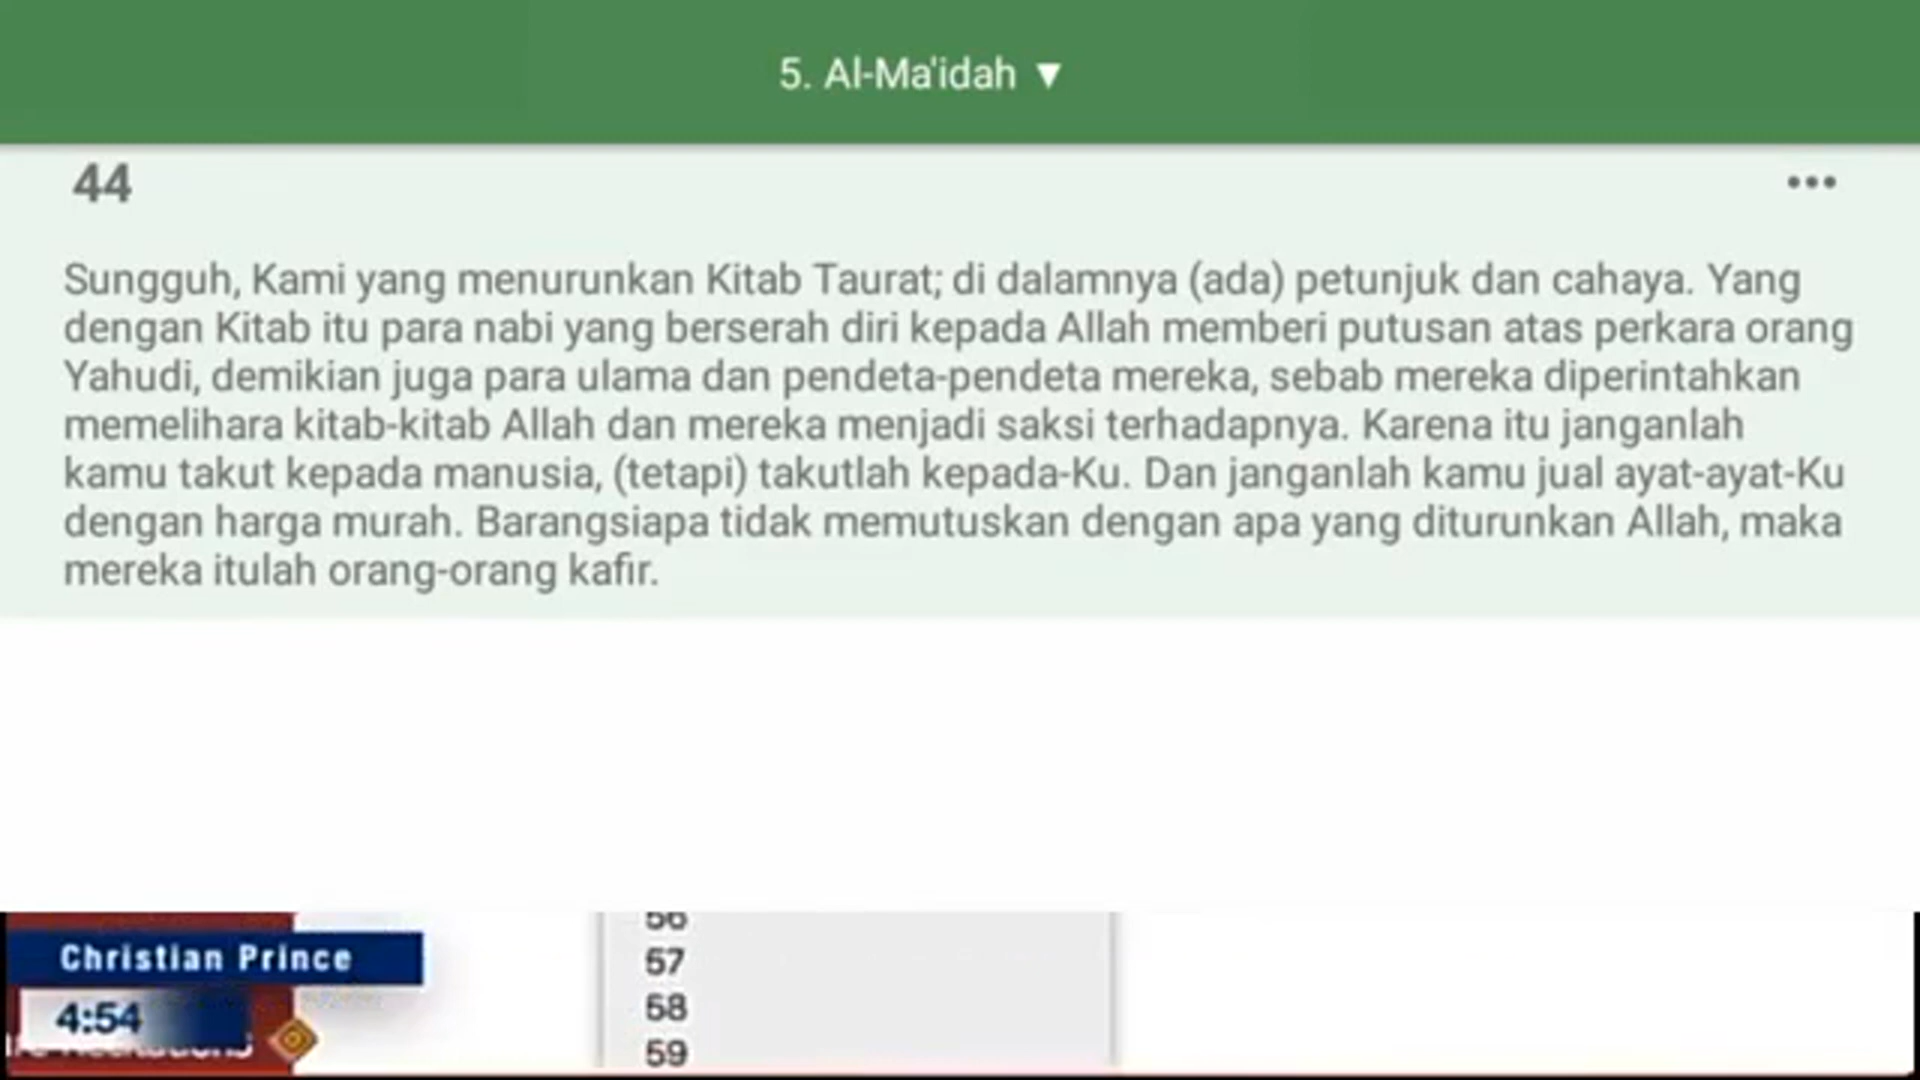 5. Al-Ma'idah ▼
44
Sungguh, Kami yang menurunkan Kitab Taurat; di dalamnya (ada) petunjuk dan cahaya. Yang
dengan Kitab itu para nabi yang berserah diri kepada Allah memberi putusan atas perkara orang
Yahudi, demikian juga para ulama dan pendeta-pendeta mereka, sebab mereka diperintahkan
memelihara kitab-kitab Allah dan mereka menjadi saksi terhadapnya. Karena itu janganlah
kamu takut kepada manusia, (tetapi) takutlah kepada-Ku. Dan janganlah kamu jual ayat-ayat-Ku
dengan harga murah. Barangsiapa tidak memutuskan dengan apa yang diturunkan Allah, maka
mereka itulah orang-orang kafir.
56
Christian Prince
57
58
4:54
59